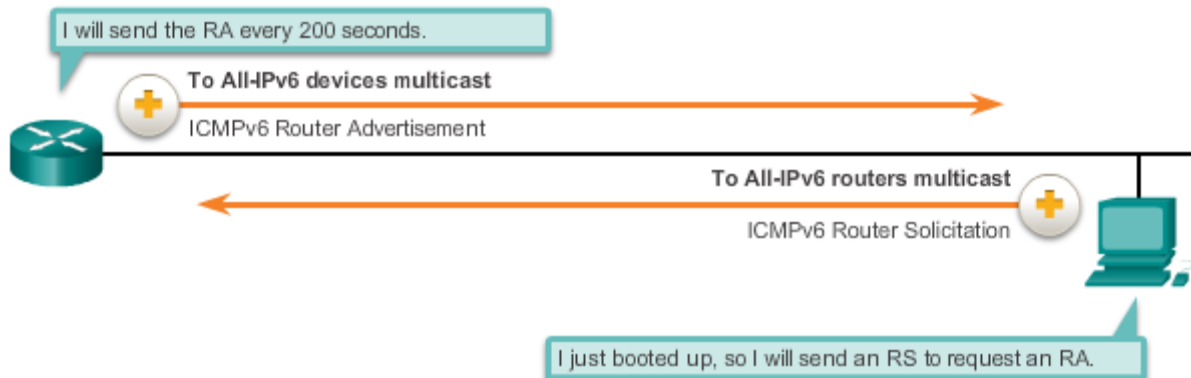 I will send the RA every 200 seconds.
To All-IPv6 devices multicast
ICMPv6 Router Advertisement
To All-IPv6 routers multicast
ICMPv6 Router Solicitation
I just booted up, so I will send an RS to request an RA.